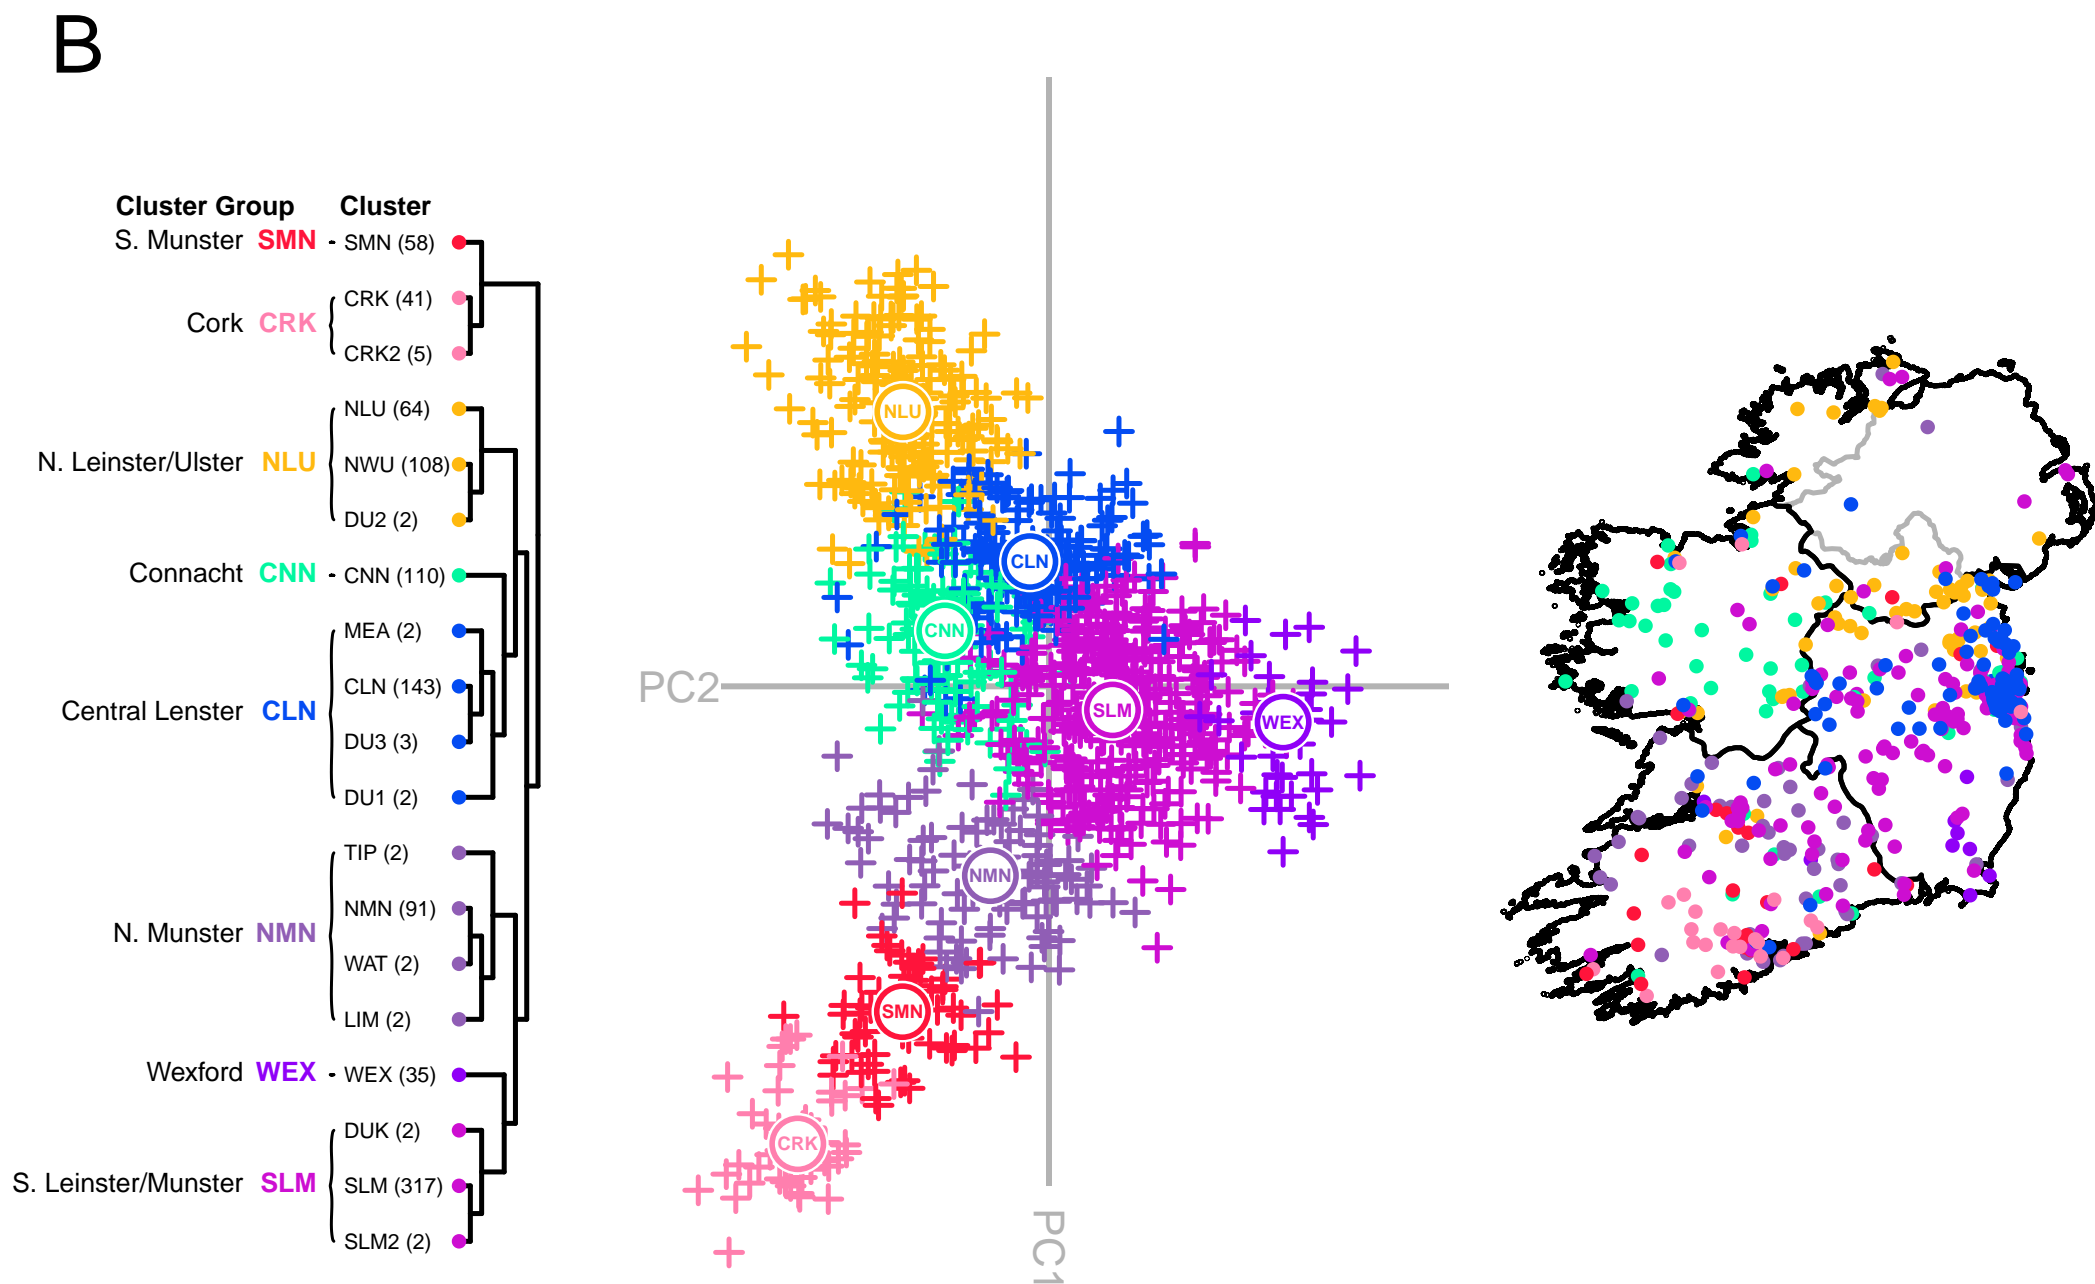 B
Cluster Group Cluster
S. Munster SMN - SMN (58)
CRK (41)
Cork CRK
CRK2 (5)
NLU (64)
N. Leinster/Ulster NLU NWU (108)
DU2 (2)
Connacht CNN - CNN (110)
MEA (2)
CLN (143)
Central Lenster CLN
DU3 (3)
DU1 (2)
TIP (2)
NMN (91)
N. Munster NMN
WAT (2)
LIM (2)
Wexford WEX - WEX (35)
DUK (2)
S. Leinster/Munster SLM SLM (317)
SLM2 (2)
NLU
CLN
CNN
PC2
SLM
WEX
NMN
SMN
CRK
PC1